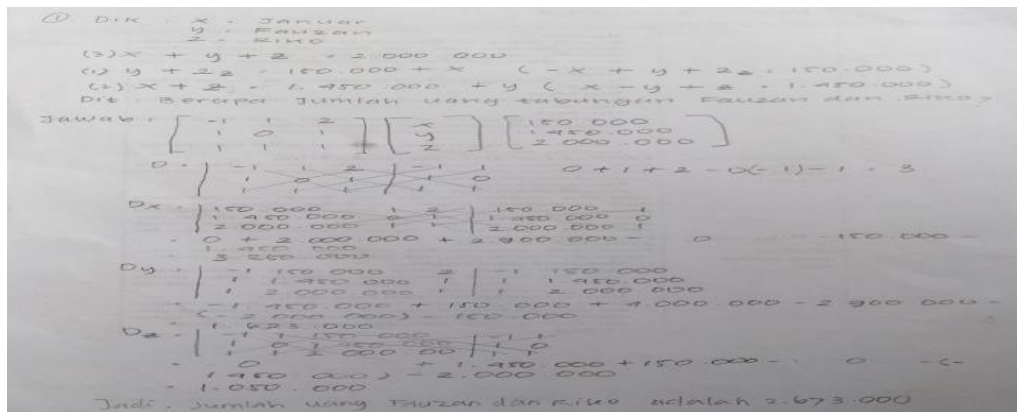 ① Dik : x = Januar
y = Fauzan
z = Riko
(3) x + y + z = 2.000.000
(1) y + 2z = 150.000 + x (-x + y + 2z = 150.000)
(2) x + z = 1.450.000 + y (x - y + z = 1.450.000)
Dit : Berapa jumlah uang tabungan Fauzan dan Riko?
Jawab : [ -1 1 2 ] [ x ] [ 150.000
1 0 1 y 1.450.000
1 1 1 z 2.000.000 ]
D = | -1 1 2 | -1 1 0 + 1 + 2 - 0 (-1) - 1 = 3
1 0 1 1 0
1 1 1 1 1
Dx = | 150.000 1 2 | 150.000 1
1.450.000 0 1 1.450.000 0
2.000.000 1 1 2.000.000 1
= 0 + 2.000.000 + 2.900.000 - 0 - 150.000 -
1.450.000
= 3.250.000
Dy = | -1 150.000 2 | -1 150.000
1 1.450.000 1 1 1.450.000
1 2.000.000 1 1 2.000.000
= -1.450.000 + 150.000 + 4.000.000 - 2.900.000 -
(-2.000.000) - 150.000
= 1.623.000
Dz = | -1 1 150.000 | -1 1
1 0 1.450.000 1 0
1 1 2.000.000 1 1
= 0 + 1.450.000 + 150.000 - 0 - (-
1.450.000) - 2.000.000
= 1.050.000
Jadi, jumlah uang Fauzan dan Riko adalah 2.673.000